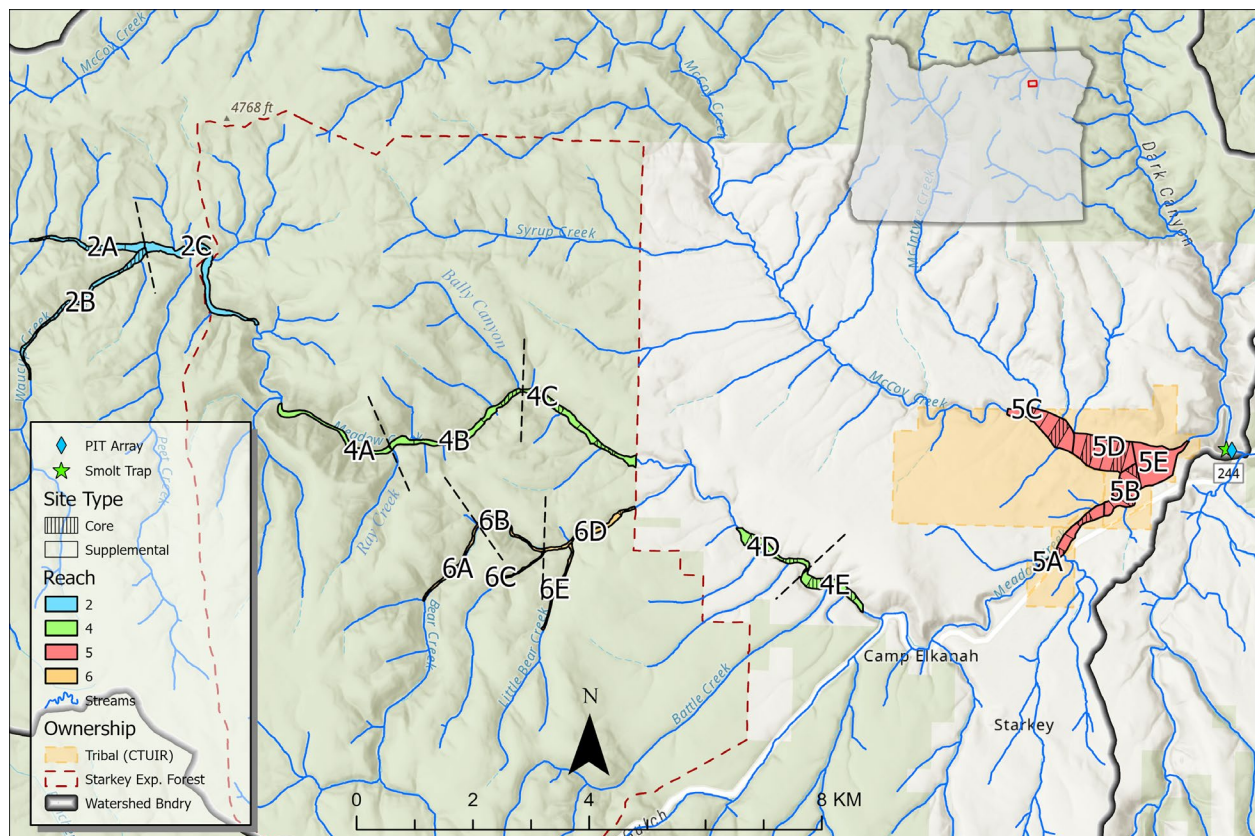 McCoy Creek
McCoy Creek
4768 ft
Dark Canyon
McIntyre Creek
Syrup Creek
2A
2C
2B
Bally Canyon
McCoy Creek
4C
5C
Meadow
4B
4A
5D
5E
244
5B
Ray Creek
6B
6D
4D
5A
6A
6C
6E
4E
Bear Creek
Little Bear Creek
Battle Creek
Camp Elkanah
Starkey
Peet Creek
PIT Array
Smolt Trap
Site Type
Core
Supplemental
Reach
2
4
5
6
Streams
Ownership
Tribal (CTUIR)
Starkey Exp. Forest
Watershed Bndry
N
0 2 4 8 KM